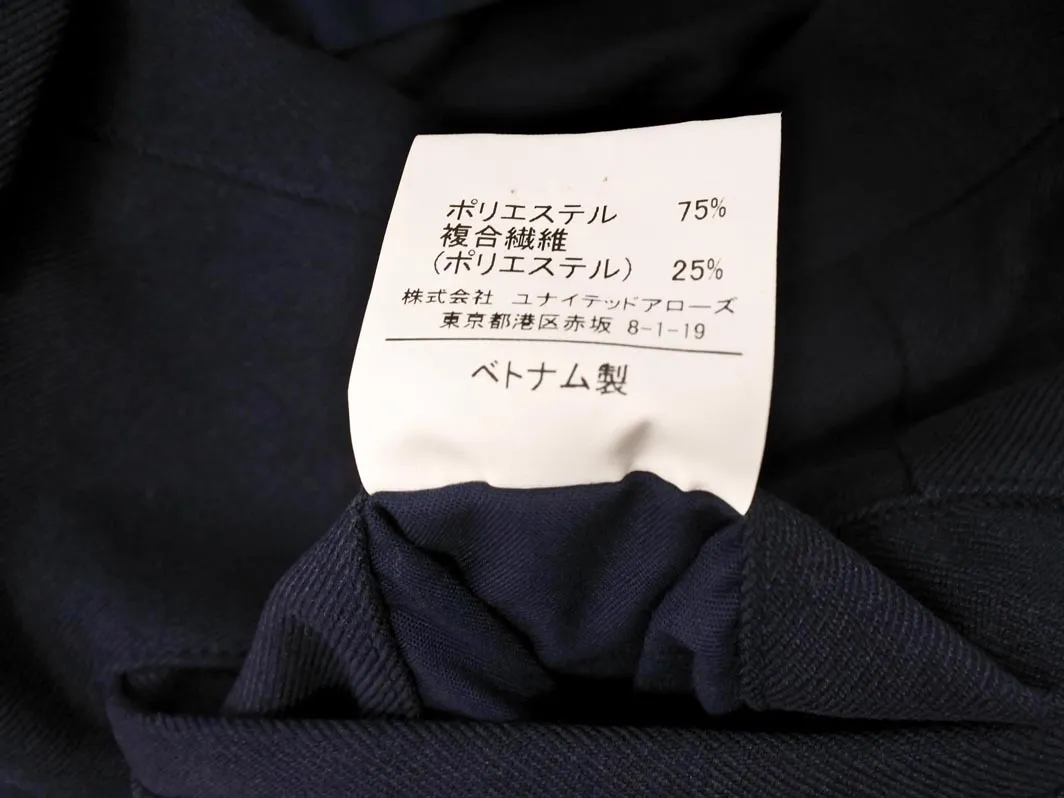 ポリエステル 75%
複合繊維
(ポリエステル) 25%
株式会社 ユナイテッドアローズ
東京都港区赤坂 8-1-19
ベトナム製